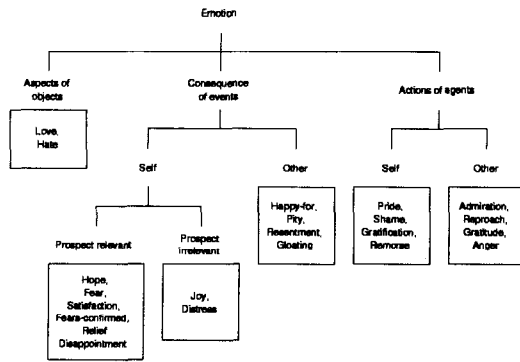 Emotion
Aspects of
objects
Love,
Hate
Consequence
of events
Actions of agents
Self
Other
Self
Other
Happy-for,
Pity,
Resentment,
Gloating
Pride,
Shame,
Gratification,
Remorse
Admiration,
Reproach,
Gratitude,
Anger
Prospect relevant
Prospect
irrelevant
Hope,
Fear,
Satisfaction,
Fears-confirmed,
Relief
Disappointment
Joy,
Distress